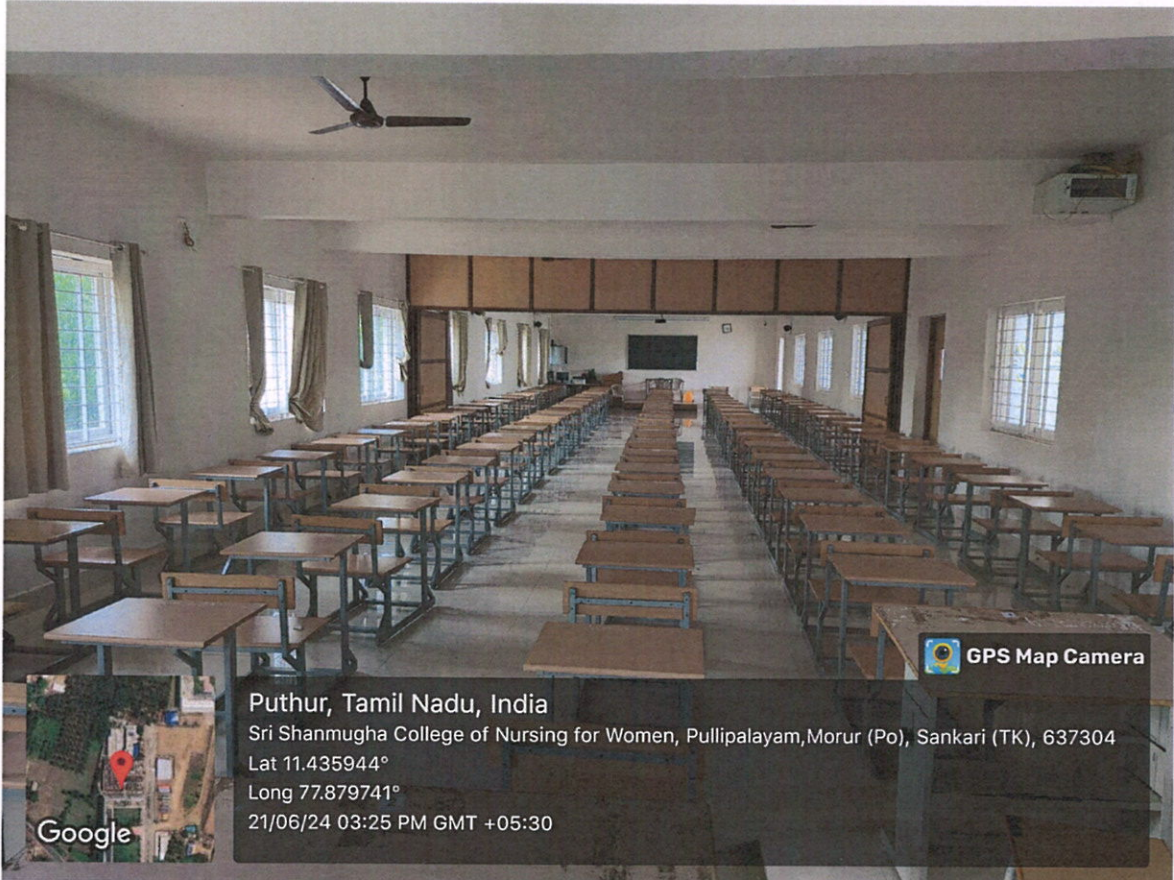 GPS Map Camera
Puthur, Tamil Nadu, India
Sri Shanmugha College of Nursing for Women, Pullipalayam,Morur (Po), Sankari (TK), 637304
Lat 11.435944°
Long 77.879741°
21/06/24 03:25 PM GMT +05:30
Google